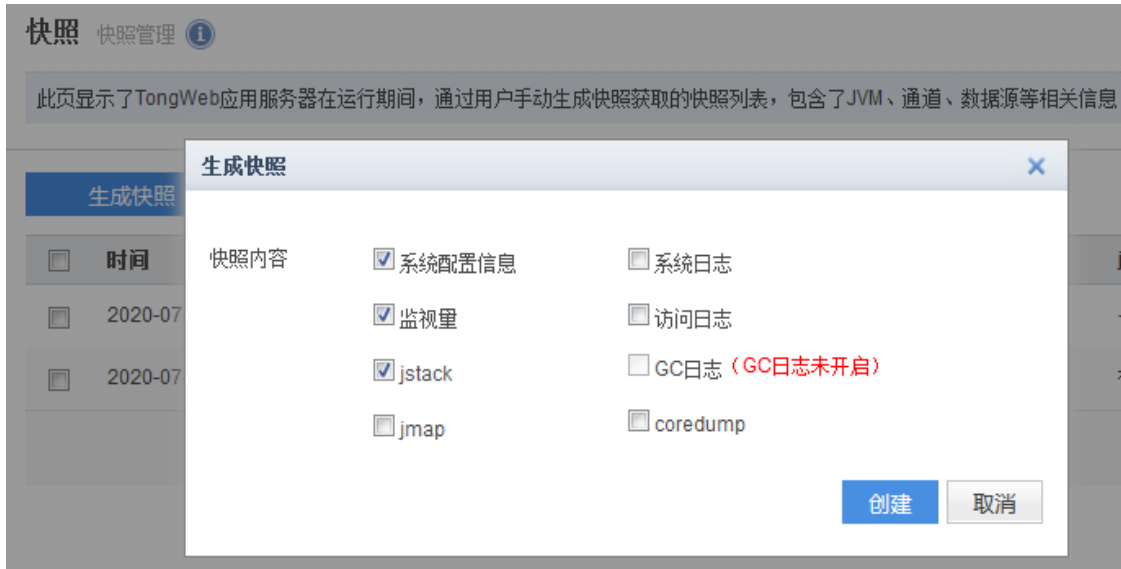 快照 快照管理
此页显示了TongWeb应用服务器在运行期间，通过用户手动生成快照获取的快照列表，包含了JVM、通道、数据源等相关信息
生成快照
生成快照
时间
2020-07
2020-07
快照内容
系统配置信息 系统日志
监视量 访问日志
jstack GC日志（GC日志未开启）
jmap coredump
创建 取消